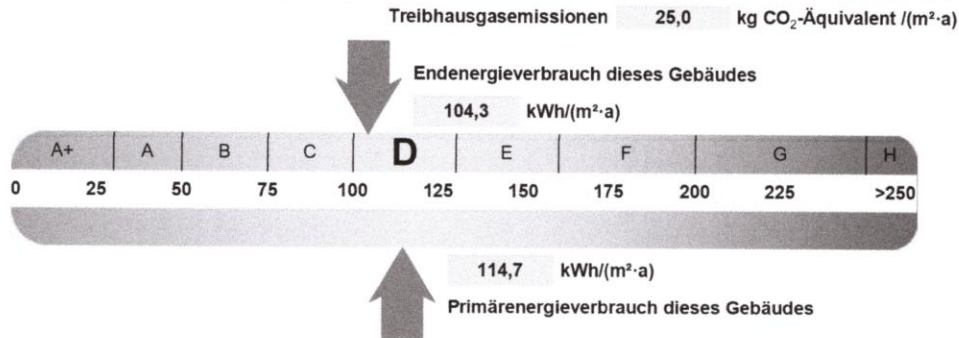 Treibhausgasemissionen 25,0 kg CO₂-Äquivalent /(m²·a)
Endenergieverbrauch dieses Gebäudes
104,3 kWh/(m²·a)
A+ A B C D E F G H
0 25 50 75 100 125 150 175 200 225 >250
114,7 kWh/(m²·a)
Primärenergieverbrauch dieses Gebäudes